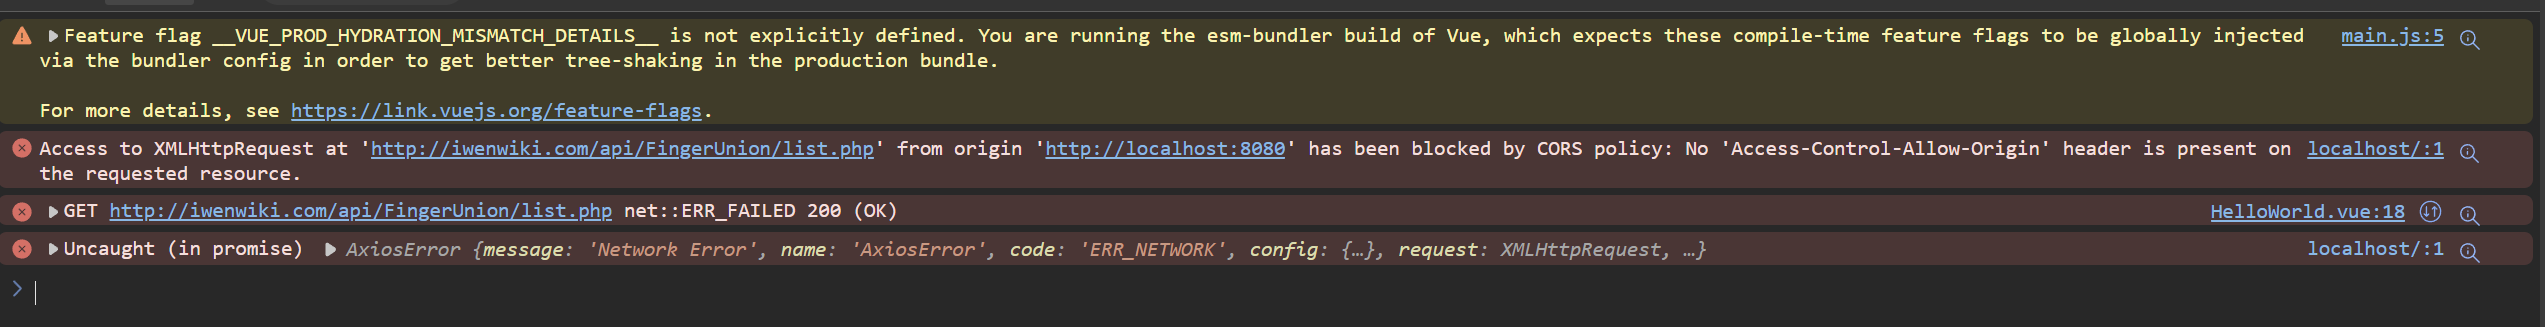 Feature flag __VUE_PROD_HYDRATION_MISMATCH_DETAILS__ is not explicitly defined. You are running the esm-bundler build of Vue, which expects these compile-time feature flags to be globally injected main.js:5
via the bundler config in order to get better tree-shaking in the production bundle.
For more details, see https://link.vuejs.org/feature-flags.
Access to XMLHttpRequest at 'http://iwenwiki.com/api/FingerUnion/list.php' from origin 'http://localhost:8080' has been blocked by CORS policy: No 'Access-Control-Allow-Origin' header is present on localhost/:1
the requested resource.
GET http://iwenwiki.com/api/FingerUnion/list.php net::ERR_FAILED 200 (OK) HelloWorld.vue:18
Uncaught (in promise) AxiosError {message: 'Network Error', name: 'AxiosError', code: 'ERR_NETWORK', config: {…}, request: XMLHttpRequest, …} localhost/:1